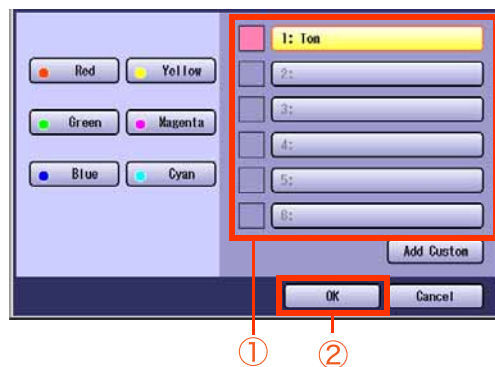 Red Yellow
Green Magenta
Blue Cyan
1: Tom
2:
3:
4:
5:
6:
Add Custom
OK Cancel
① ②